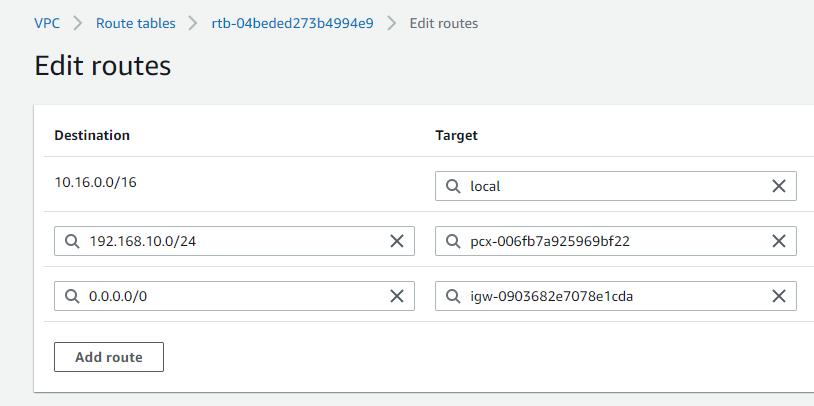 VPC > Route tables > rtb-04beded273b4994e9 > Edit routes
Edit routes
Destination Target
10.16.0.0/16 local
192.168.10.0/24 pcx-006fb7a925969bf22
0.0.0.0/0 igw-0903682e7078e1cda
Add route